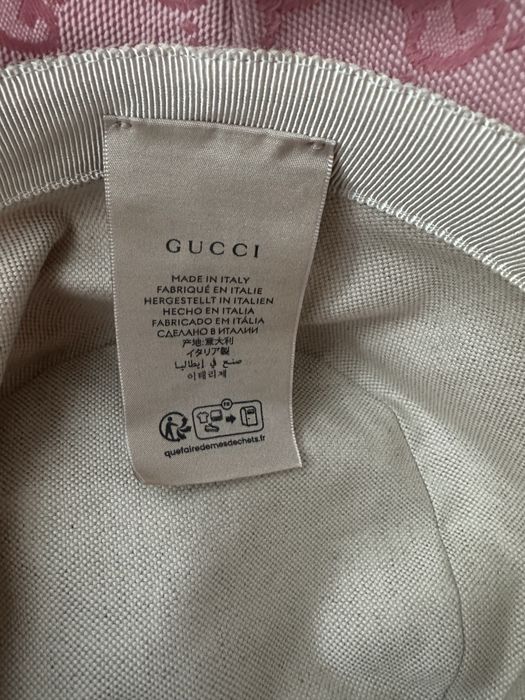 GUCCI
MADE IN ITALY
FABRIQUÉ EN ITALIE
HERGESTELLT IN ITALIEN
HECHO EN ITALIA
FABRICADO EM ITÁLIA
СДЕЛАНО В ИТАЛИИ
产地:意大利
イタリア製
صنع في إيطاليا
이태리제
FR
quefairedemesdechets.fr